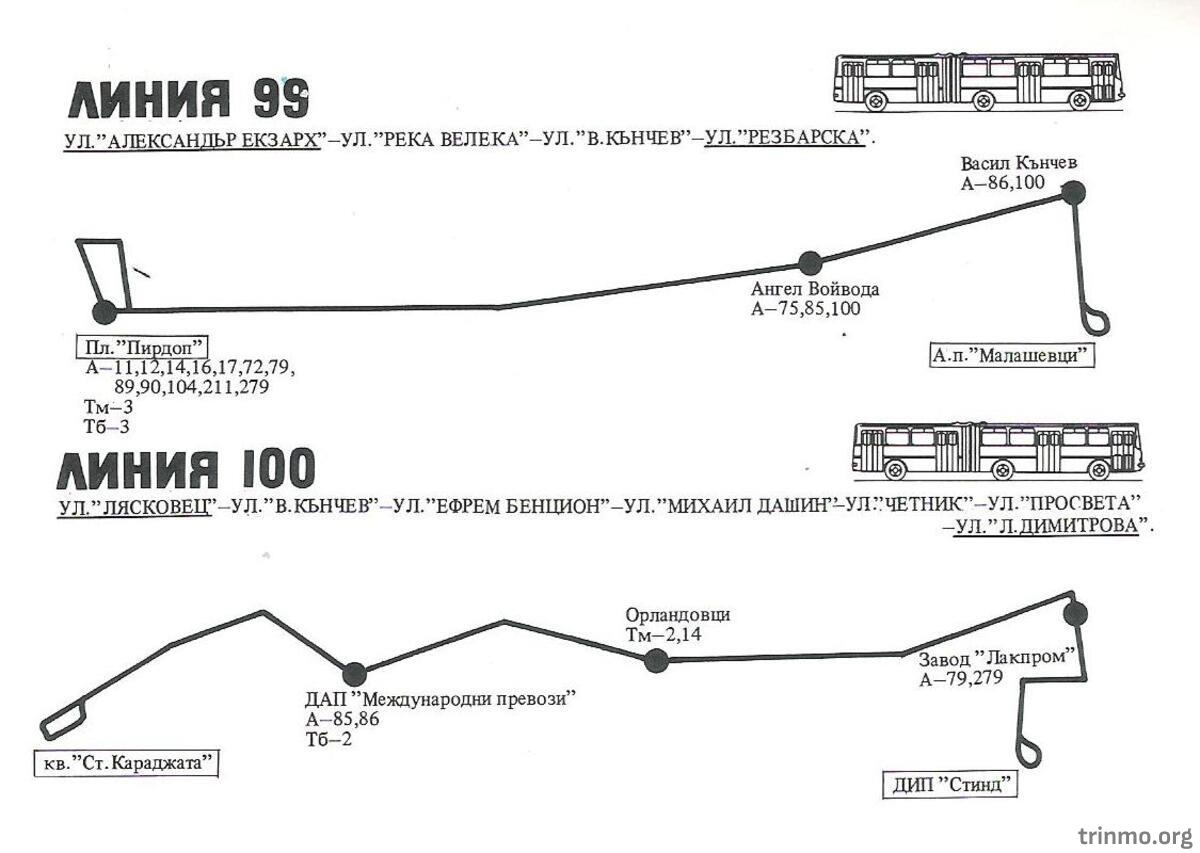 ЛИНИЯ 99
УЛ."АЛЕКСАНДЪР ЕКЗАРХ"—УЛ."РЕКА ВЕЛЕКА"—УЛ."В.КЪНЧЕВ"—УЛ."РЕЗБАРСКА".
Васил Кънчев
А—86,100
Ангел Войвода
А—75,85,100
Пл."Пирдоп"
А—11,12,14,16,17,72,79,
89,90,104,211,279
Тм—3
Тб—3
А.п."Малашевци"
ЛИНИЯ 100
УЛ."ЛЯСКОВЕЦ"—УЛ."В.КЪНЧЕВ"—УЛ."ЕФРЕМ БЕНЦИОН"—УЛ."МИХАИЛ ДАШИН"—УЛ."ЧЕТНИК"—УЛ."ПРОСВЕТА"
—УЛ."Л.ДИМИТРОВА".
Орландовци
Тм—2,14
Завод "Лакпром"
А—79,279
ДАП "Международни превози"
А—85,86
Тб—2
кв."Ст.Караджата"
ДИП "Стинд"
trinmo.org